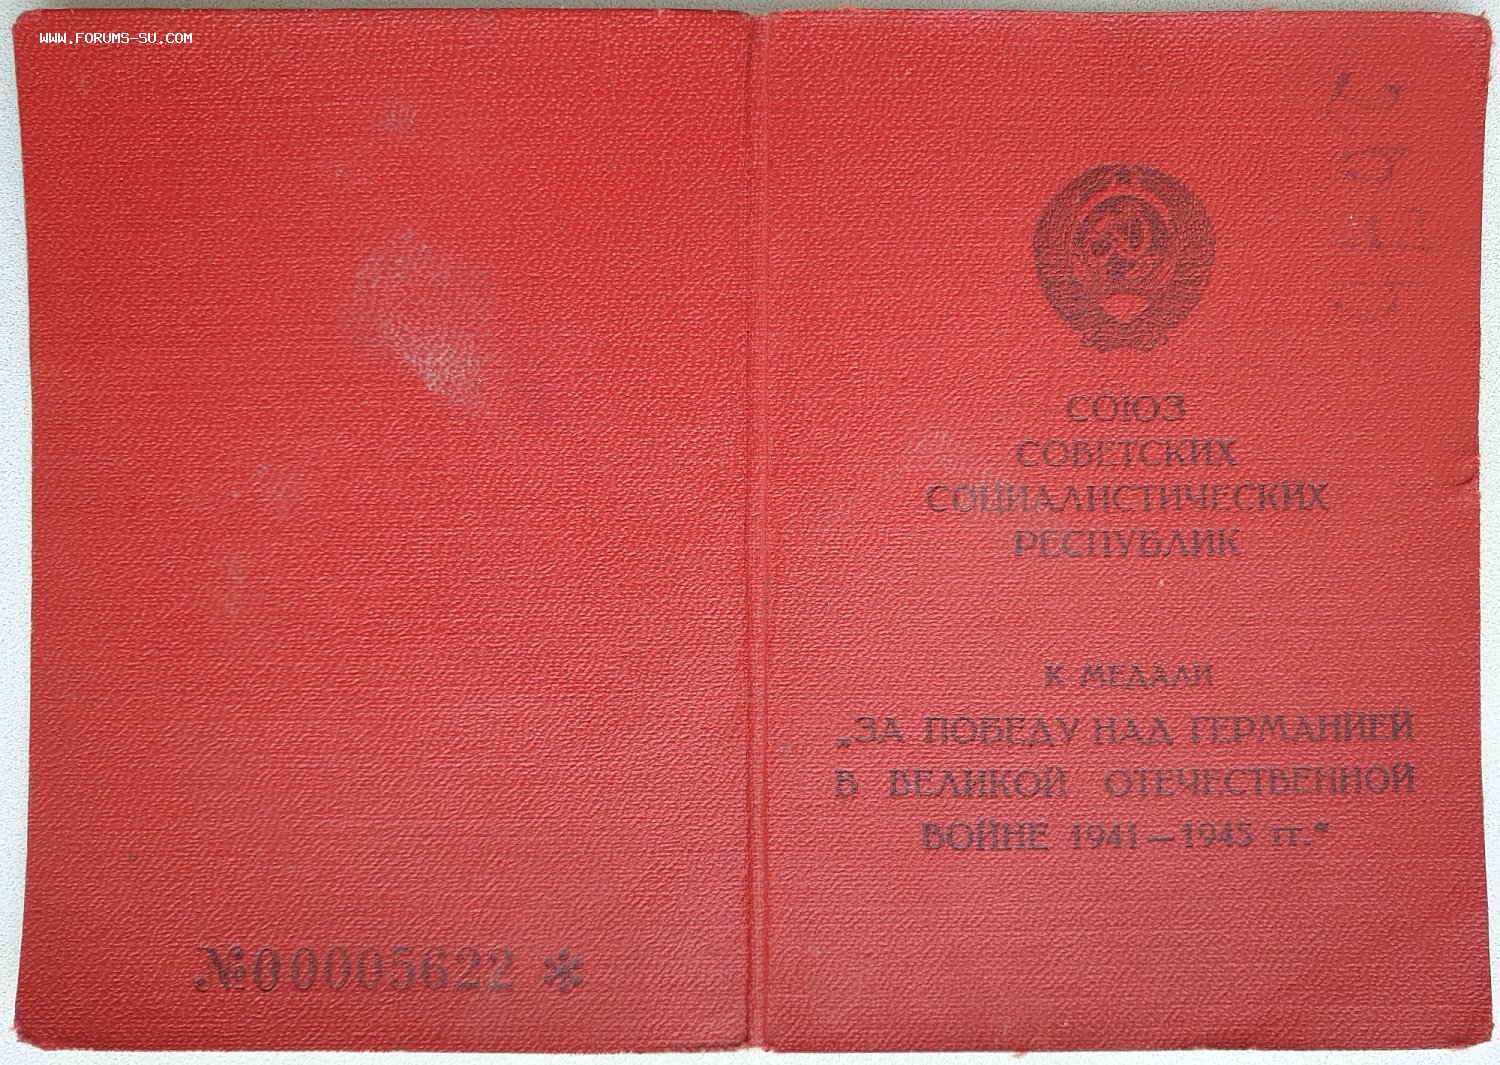 WWW.FORUMS-SU.COM
СОЮЗ
СОВЕТСКИХ
СОЦИАЛИСТИЧЕСКИХ
РЕСПУБЛИК
К МЕДАЛИ
„ЗА ПОБЕДУ НАД ГЕРМАНИЕЙ
В ВЕЛИКОЙ ОТЕЧЕСТВЕННОЙ
ВОЙНЕ 1941—1945 гг.“
№00005622 *